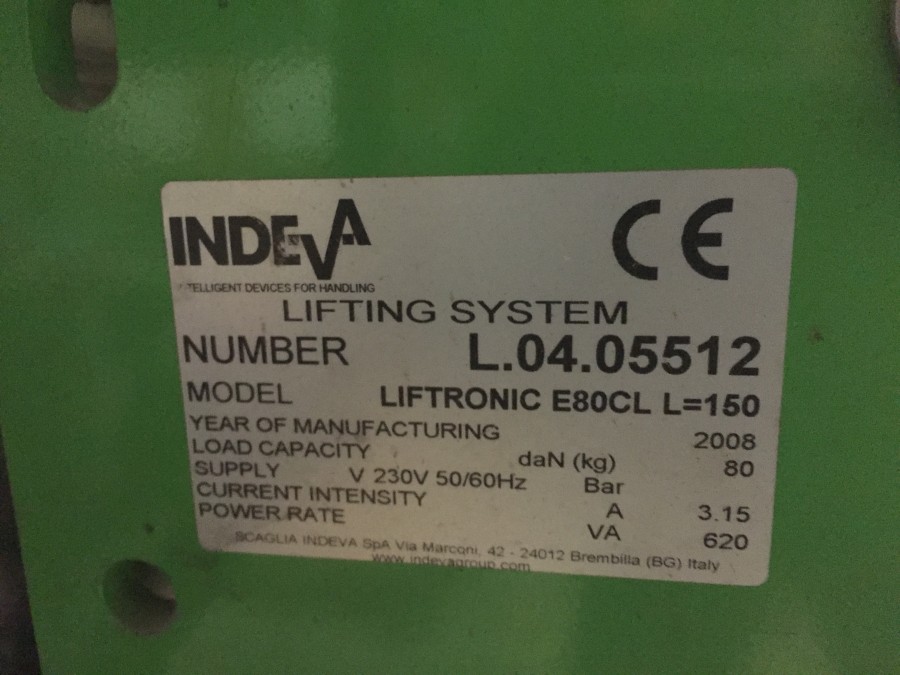 INDEVA
CE
INTELLIGENT DEVICES FOR HANDLING
LIFTING SYSTEM
NUMBER L.04.05512
MODEL LIFTRONIC E80CL L=150
YEAR OF MANUFACTURING 2008
LOAD CAPACITY daN (kg) 80
SUPPLY V 230V 50/60Hz Bar
CURRENT INTENSITY A 3.15
POWER RATE VA 620
SCAGLIA INDEVA SpA Via Marconi, 42 - 24012 Brembilla (BG) Italy
www.indevagroup.com